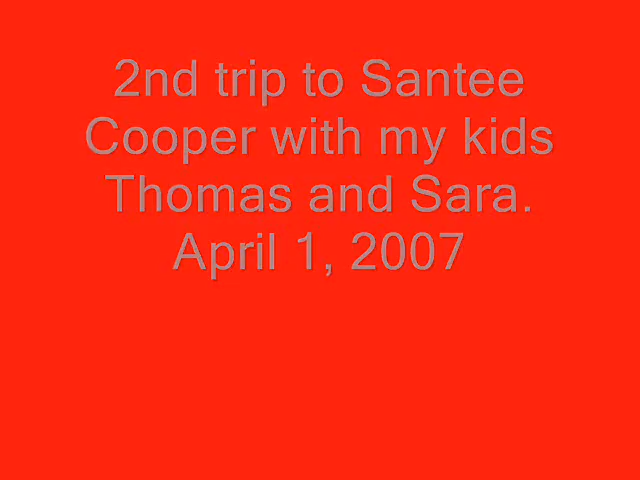 2nd trip to Santee
Cooper with my kids
Thomas and Sara.
April 1, 2007